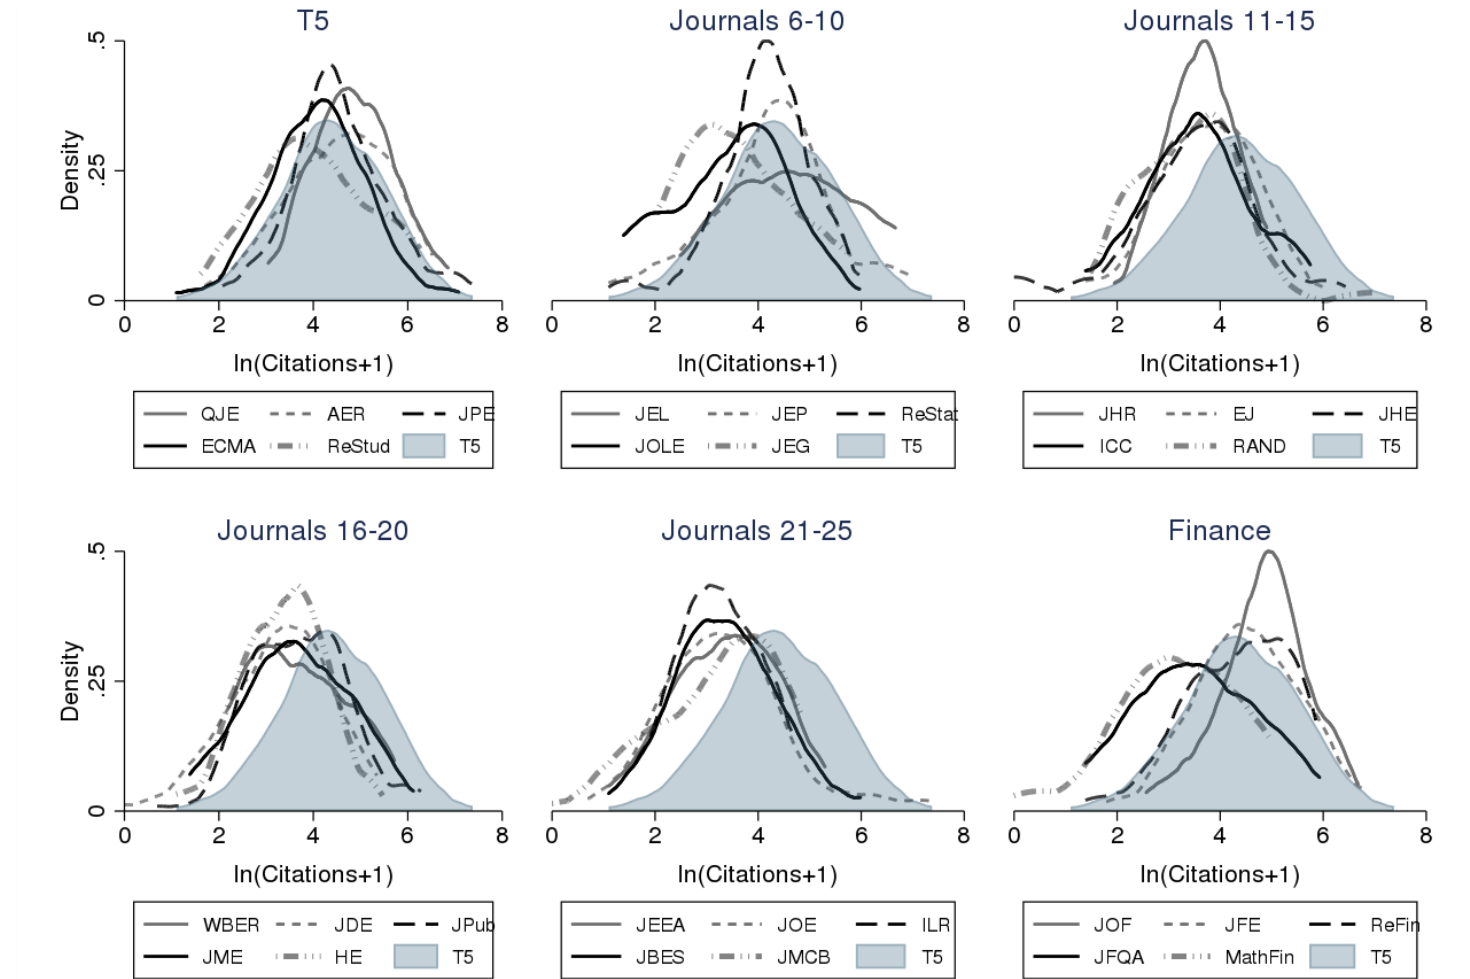 T5
Journals 6-10
Journals 11-15
Density
0 .25 .5
0 2 4 6 8
0 2 4 6 8
0 2 4 6 8
ln(Citations+1)
ln(Citations+1)
ln(Citations+1)
QJE AER JPE
ECMA ReStud T5
JEL JEP ReStat
JOLE JEG T5
JHR EJ JHE
ICC RAND T5
Journals 16-20
Journals 21-25
Finance
Density
0 .25 .5
0 2 4 6 8
0 2 4 6 8
0 2 4 6 8
ln(Citations+1)
ln(Citations+1)
ln(Citations+1)
WBER JDE JPub
JME HE T5
JEEA JOE ILR
JBES JMCB T5
JOF JFE ReFin
JFQA MathFin T5